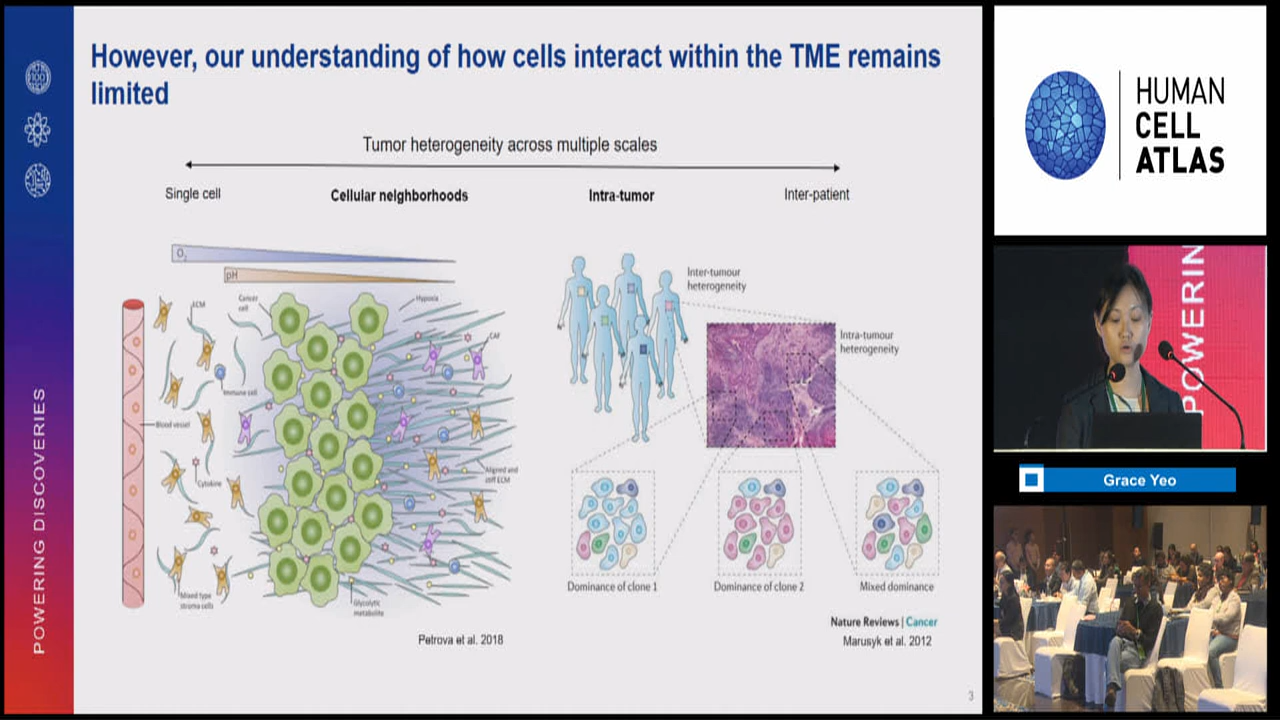 However, our understanding of how cells interact within the TME remains
limited
Tumor heterogeneity across multiple scales
Single cell
Cellular neighborhoods
Intra-tumor
Inter-patient
O2
pH
ECM
Cancer
cell
Hypoxia
CAF
Immune cell
Blood vessel
Cytokine
Aligned and
stiff ECM
Mixed type
stroma cells
Glycolytic
metabolite
Petrova et al. 2018
Inter-tumour
heterogeneity
Intra-tumour
heterogeneity
Dominance of clone 1
Dominance of clone 2
Mixed dominance
Nature Reviews | Cancer
Marusyk et al. 2012
3
POWERING DISCOVERIES
HUMAN
CELL
ATLAS
POWERIN
Grace Yeo